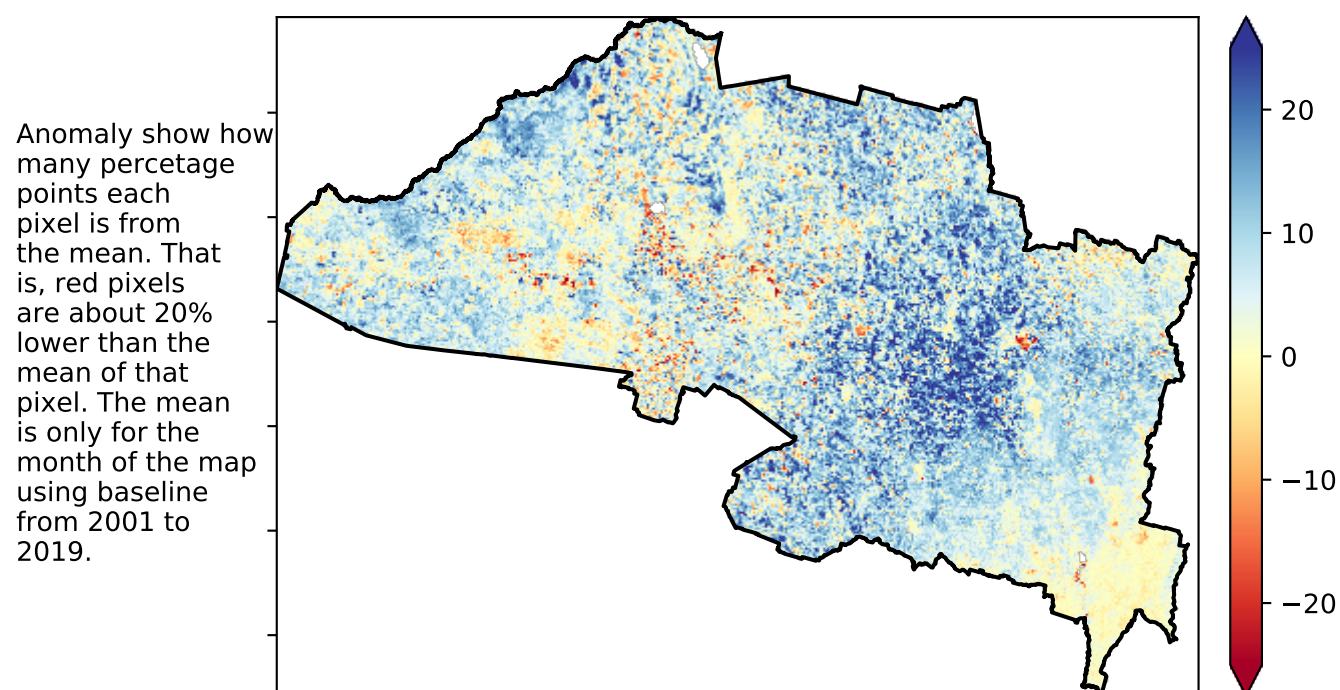 Anomaly show how
many percetage
points each
pixel is from
the mean. That
is, red pixels
are about 20%
lower than the
mean of that
pixel. The mean
is only for the
month of the map
using baseline
from 2001 to
2019.
20
10
0
−10
−20